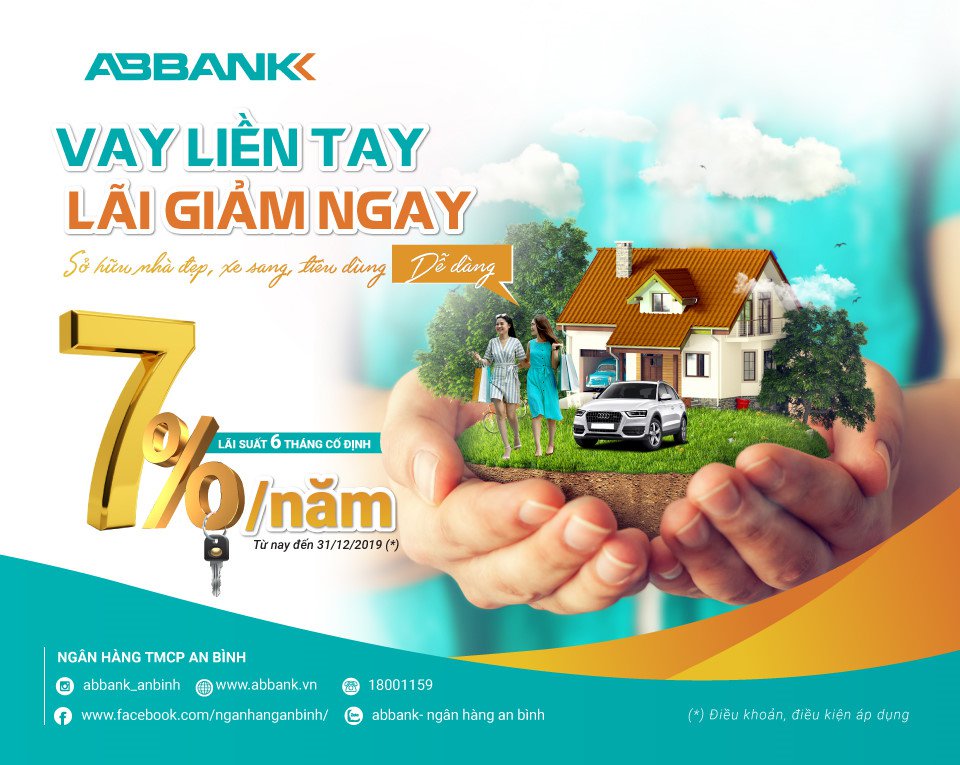 ABBANK
VAY LIỀN TAY
LÃI GIẢM NGAY
Sở hữu nhà đẹp, xe sang, tiêu dùng Dễ dàng
7%/năm
LÃI SUẤT 6 THÁNG CỐ ĐỊNH
Từ nay đến 31/12/2019 (*)
NGÂN HÀNG TMCP AN BÌNH
abbank_anbinh www.abbank.vn 18001159
www.facebook.com/nganhanganbinh/ abbank- ngân hàng an bình
(*) Điều khoản, điều kiện áp dụng